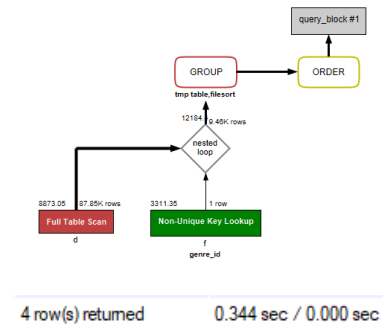 query_block #1
GROUP
ORDER
tmp table,filesort
9.46K rows
nested
loop
8873.05
87.85K rows
3311.35
1 row
Full Table Scan
Non-Unique Key Lookup
d
f
genre_id
4 row(s) returned
0.344 sec / 0.000 sec